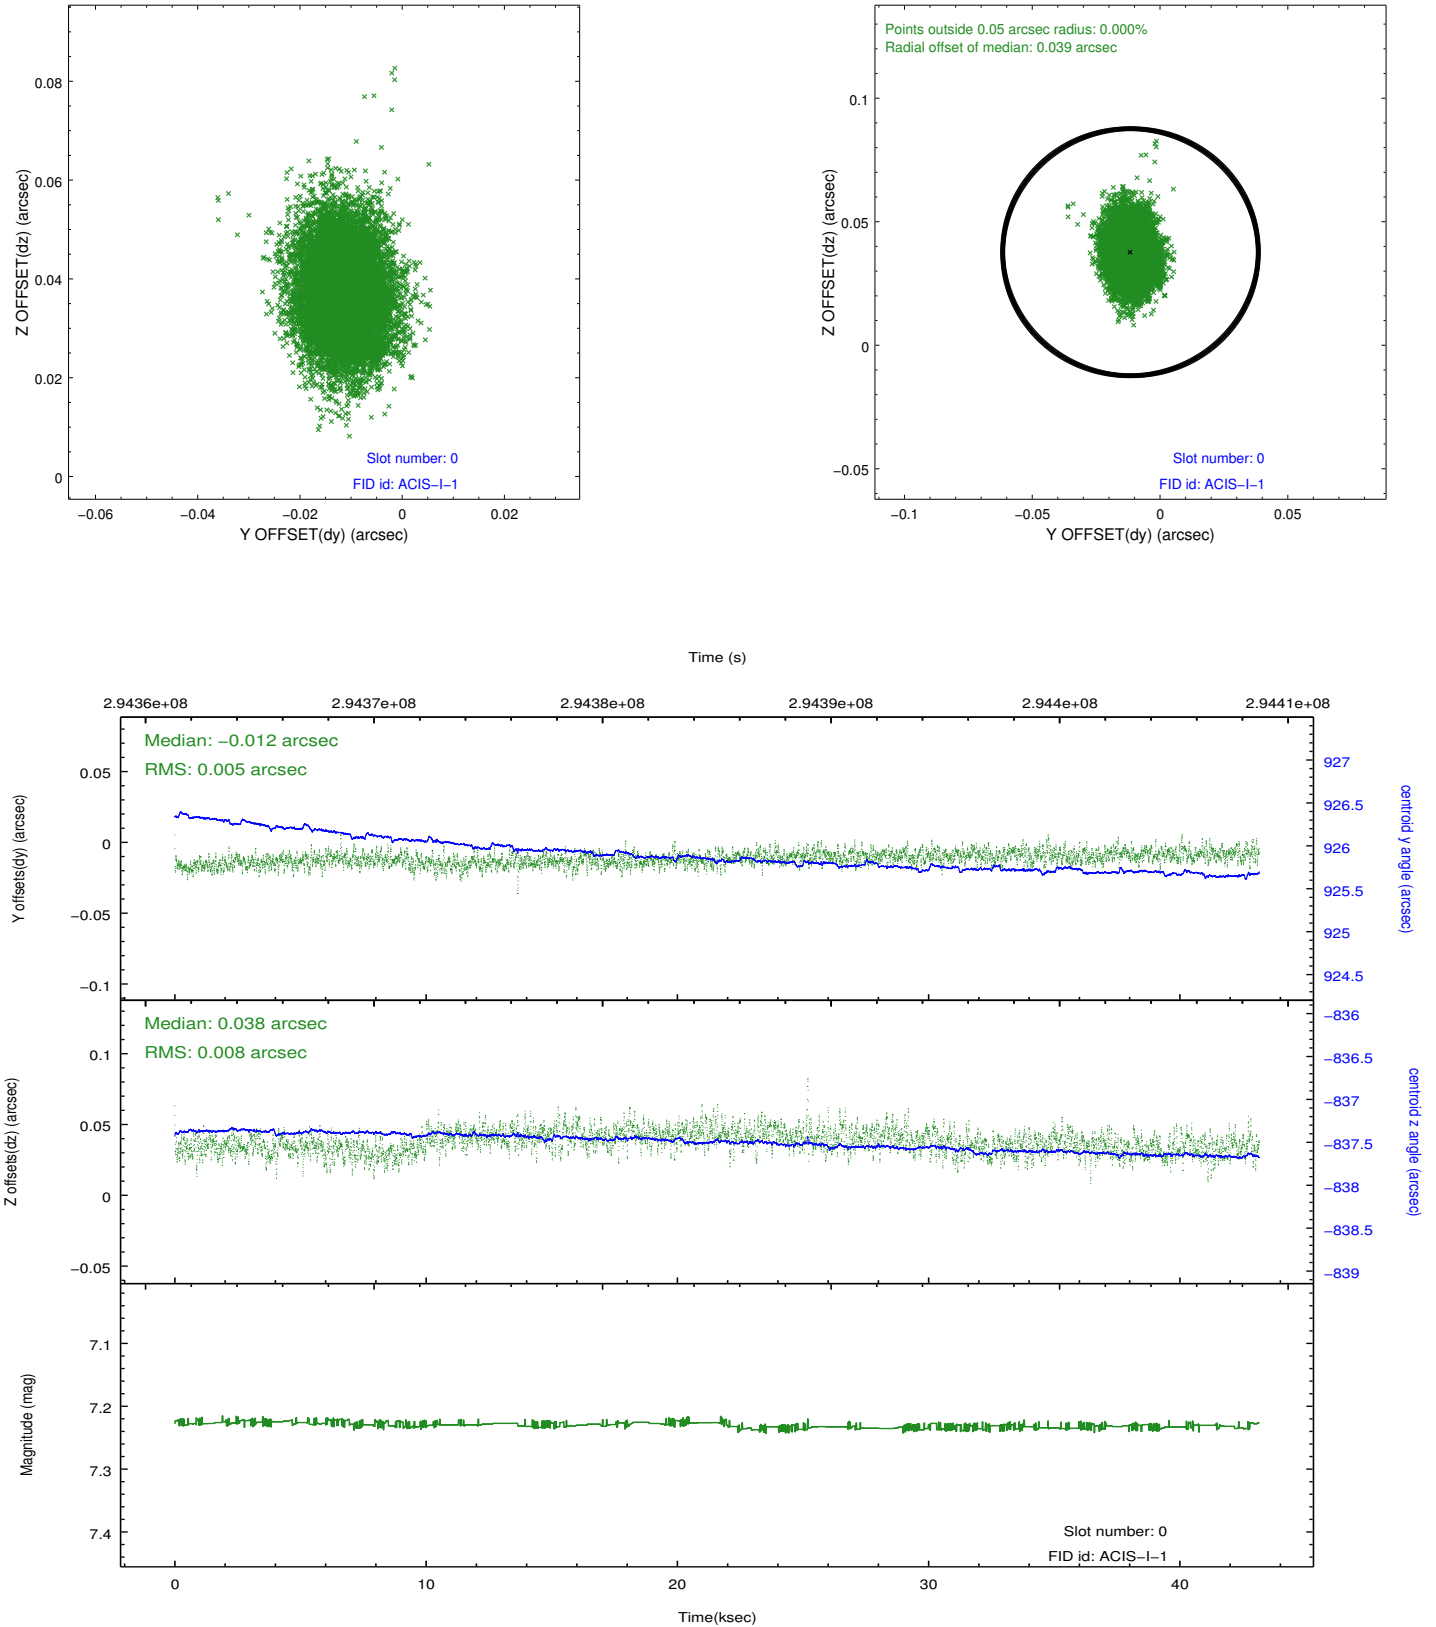 0.08
0.06
0.04
0.02
0
Z OFFSET(dz) (arcsec)
Slot number: 0
FID id: ACIS−I−1
−0.06
−0.04
−0.02
0
0.02
Y OFFSET(dy) (arcsec)
Points outside 0.05 arcsec radius: 0.000%
Radial offset of median: 0.039 arcsec
0.1
0.05
0
−0.05
Z OFFSET(dz) (arcsec)
Slot number: 0
FID id: ACIS−I−1
−0.1
−0.05
0
0.05
Y OFFSET(dy) (arcsec)
Time (s)
2.9436e+08
2.9437e+08
2.9438e+08
2.9439e+08
2.944e+08
2.9441e+08
Median: −0.012 arcsec
RMS: 0.005 arcsec
0.05
0
−0.05
−0.1
Y offsets(dy) (arcsec)
927
926.5
926
925.5
925
924.5
centroid y angle (arcsec)
Median: 0.038 arcsec
RMS: 0.008 arcsec
0.1
0.05
0
−0.05
Z offsets(dz) (arcsec)
−836
−836.5
−837
−837.5
−838
−838.5
−839
centroid z angle (arcsec)
7.1
7.2
7.3
7.4
Magnitude (mag)
Slot number: 0
FID id: ACIS−I−1
0
10
20
30
40
Time(ksec)